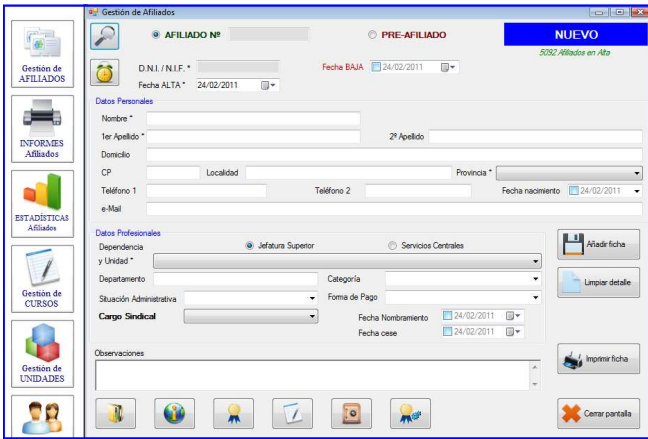 Gestión de Afiliados
AFILIADO Nº
PRE-AFILIADO
NUEVO
5092 Afiliados en Alta
D.N.I. / N.I.F. *
Fecha BAJA 24/02/2011
Fecha ALTA * 24/02/2011
Datos Personales
Nombre *
1er Apellido * 2º Apellido
Domicilio
CP Localidad Provincia *
Teléfono 1 Teléfono 2 Fecha nacimiento 24/02/2011
e-Mail
Datos Profesionales
Dependencia Jefatura Superior Servicios Centrales
y Unidad *
Departamento Categoría
Situación Administrativa Forma de Pago
Cargo Sindical Fecha Nombramiento 24/02/2011
Fecha cese 24/02/2011
Observaciones
Añadir ficha
Limpiar detalle
Imprimir ficha
Cerrar pantalla
Gestión de
AFILIADOS
INFORMES
Afiliados
ESTADÍSTICAS
Afiliados
Gestión de
CURSOS
Gestión de
UNIDADES